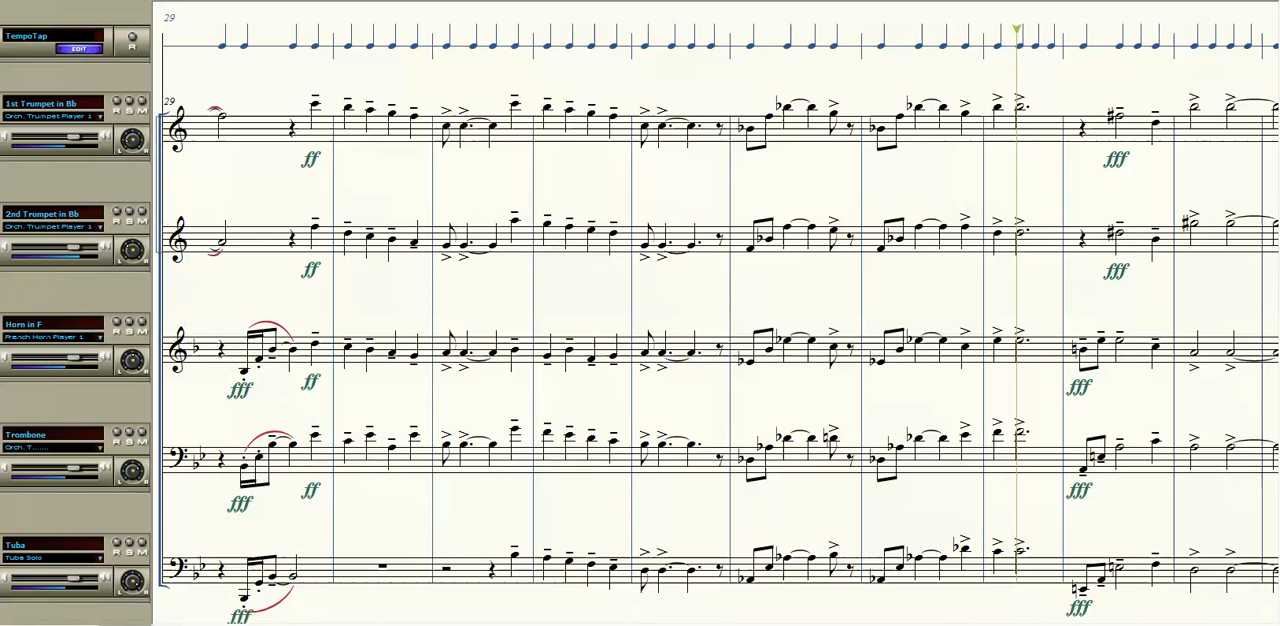 29
TempoTap
EDIT
R
29
1st Trumpet in Bb
Orch. Trumpet Player 1
R S M
L R
ff
fff
2nd Trumpet in Bb
Orch. Trumpet Player 1
R S M
L R
ff
fff
Horn in F
French Horn Player 1
R S M
L R
fff
ff
fff
Trombone
Orch. T......
R S M
L R
fff
ff
fff
Tuba
Tuba Solo
R S M
L R
fff
fff